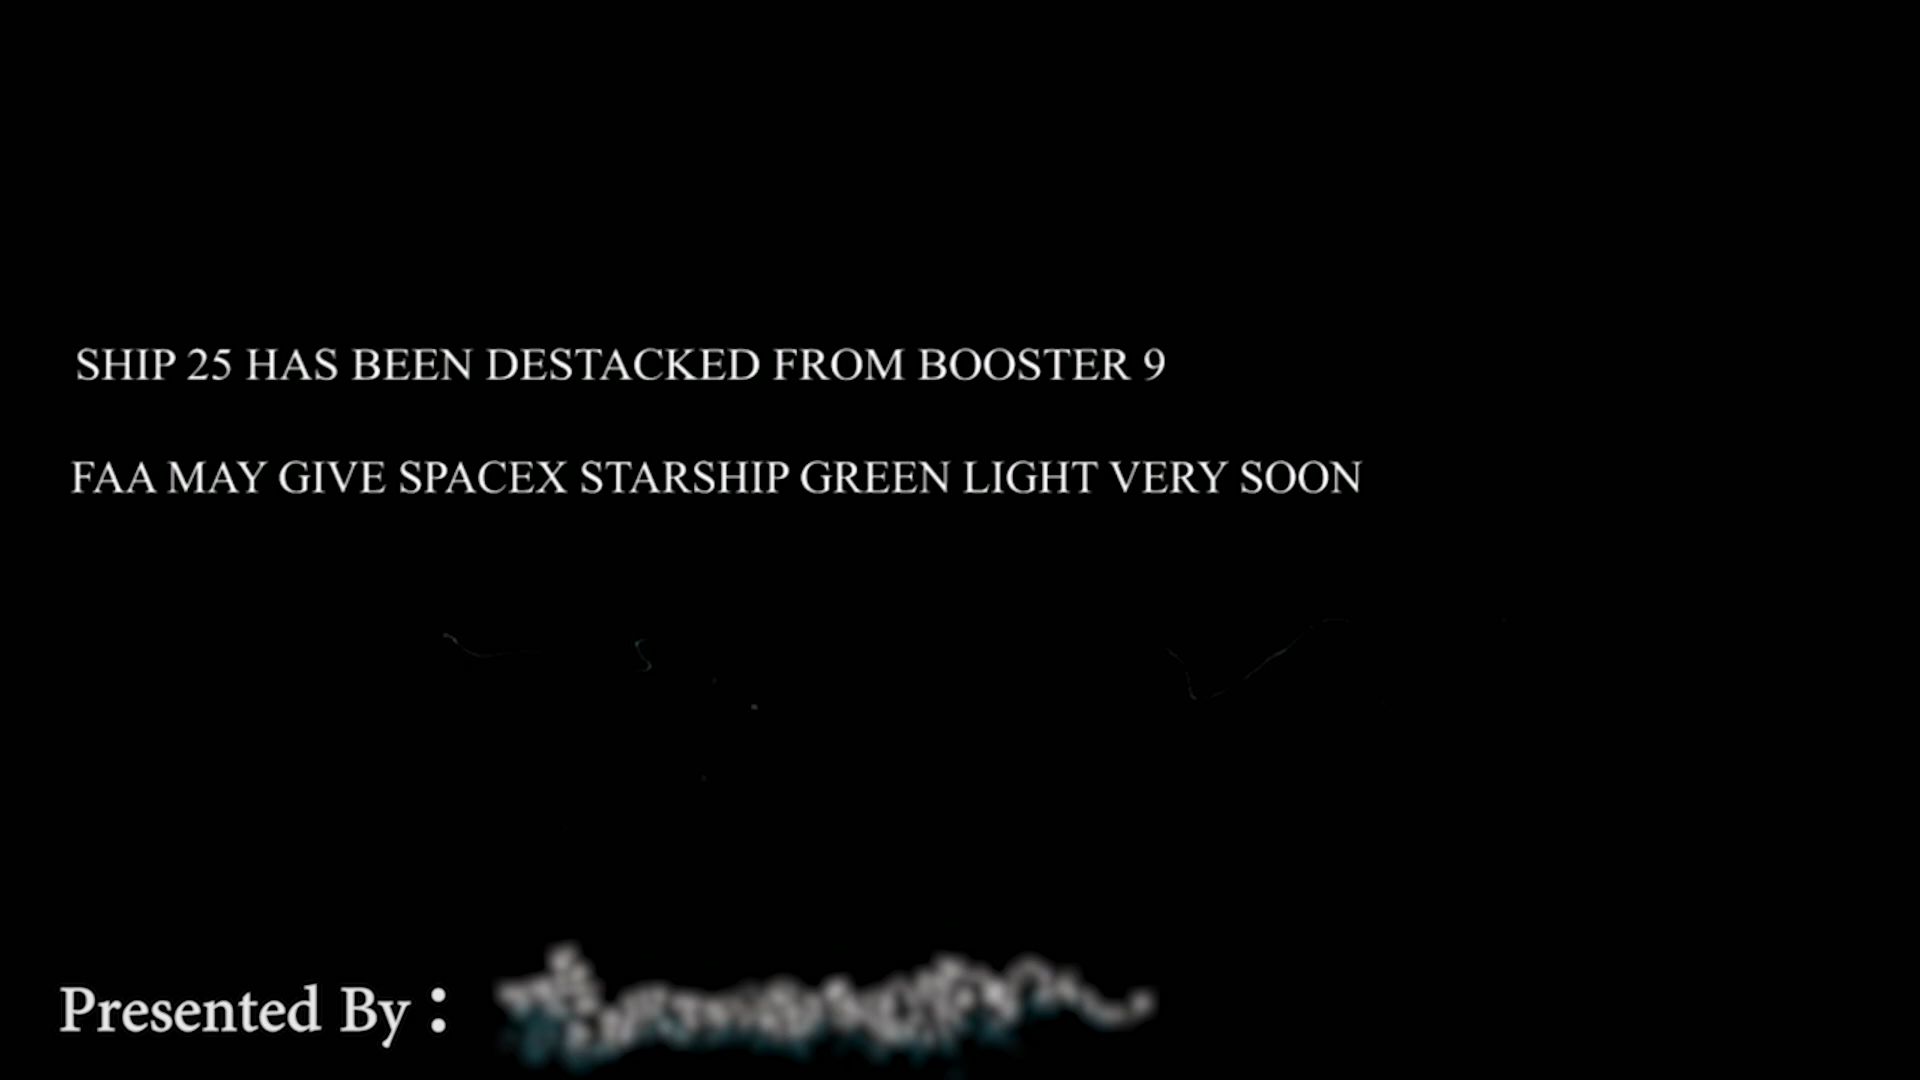 SHIP 25 HAS BEEN DESTACKED FROM BOOSTER 9
FAA MAY GIVE SPACEX STARSHIP GREEN LIGHT VERY SOON
Presented By :